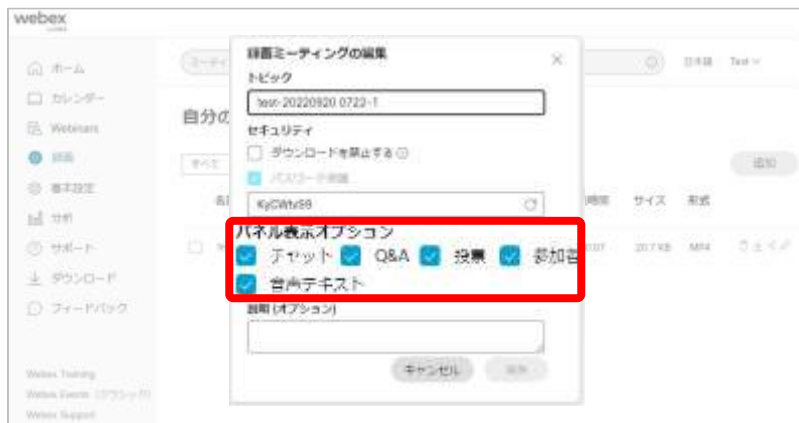 webex
録画ミーティングの編集
トピック
ホーム
日本語 Test
test-20220920 0722-1
カレンダー
自分の
セキュリティ
Webinars
ダウンロードを禁止する
録画
すべて
パスワード保護
追加
基本設定
KyCWtvS9
サイズ 形式
分析
パネル表示オプション
サポート
チャット Q&A 投票 参加者
20.7 KB MP4
ダウンロード
音声テキスト
フィードバック
説明 (オプション)
キャンセル 保存
Webex Training
Webex Events (クラシック)
Webex Support